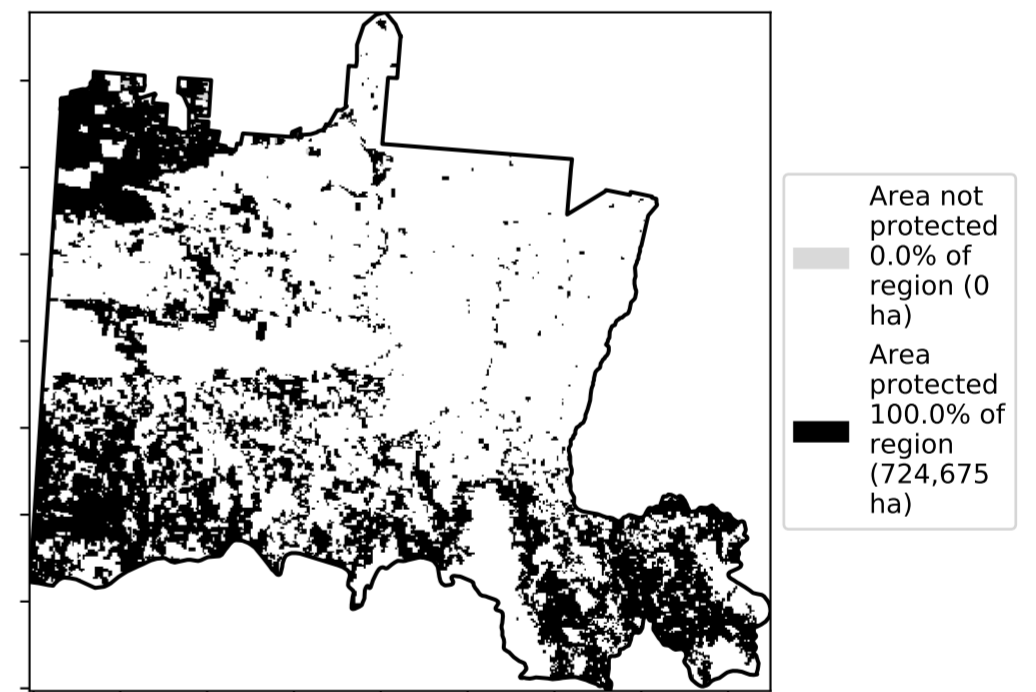 Area not
protected
0.0% of
region (0
ha)
Area
protected
100.0% of
region
(724,675
ha)